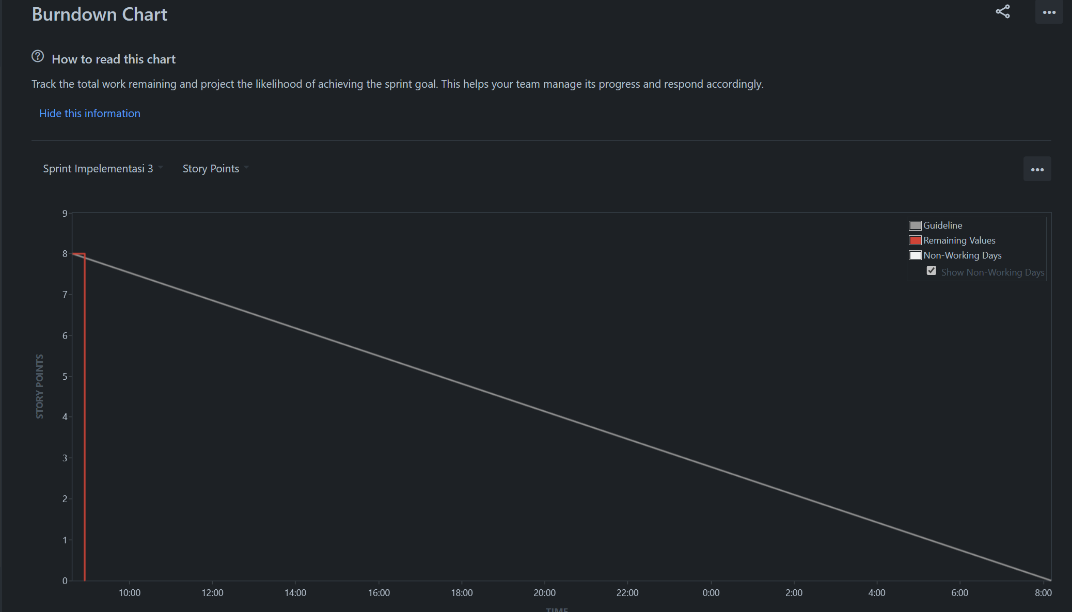 Burndown Chart
How to read this chart
Track the total work remaining and project the likelihood of achieving the sprint goal. This helps your team manage its progress and respond accordingly.
Hide this information
Sprint Impelementasi 3
Story Points
9
8
7
6
5
4
3
2
1
0
STORY POINTS
Guideline
Remaining Values
Non-Working Days
Show Non-Working Days
10:00
12:00
14:00
16:00
18:00
20:00
22:00
0:00
2:00
4:00
6:00
8:00
TIME